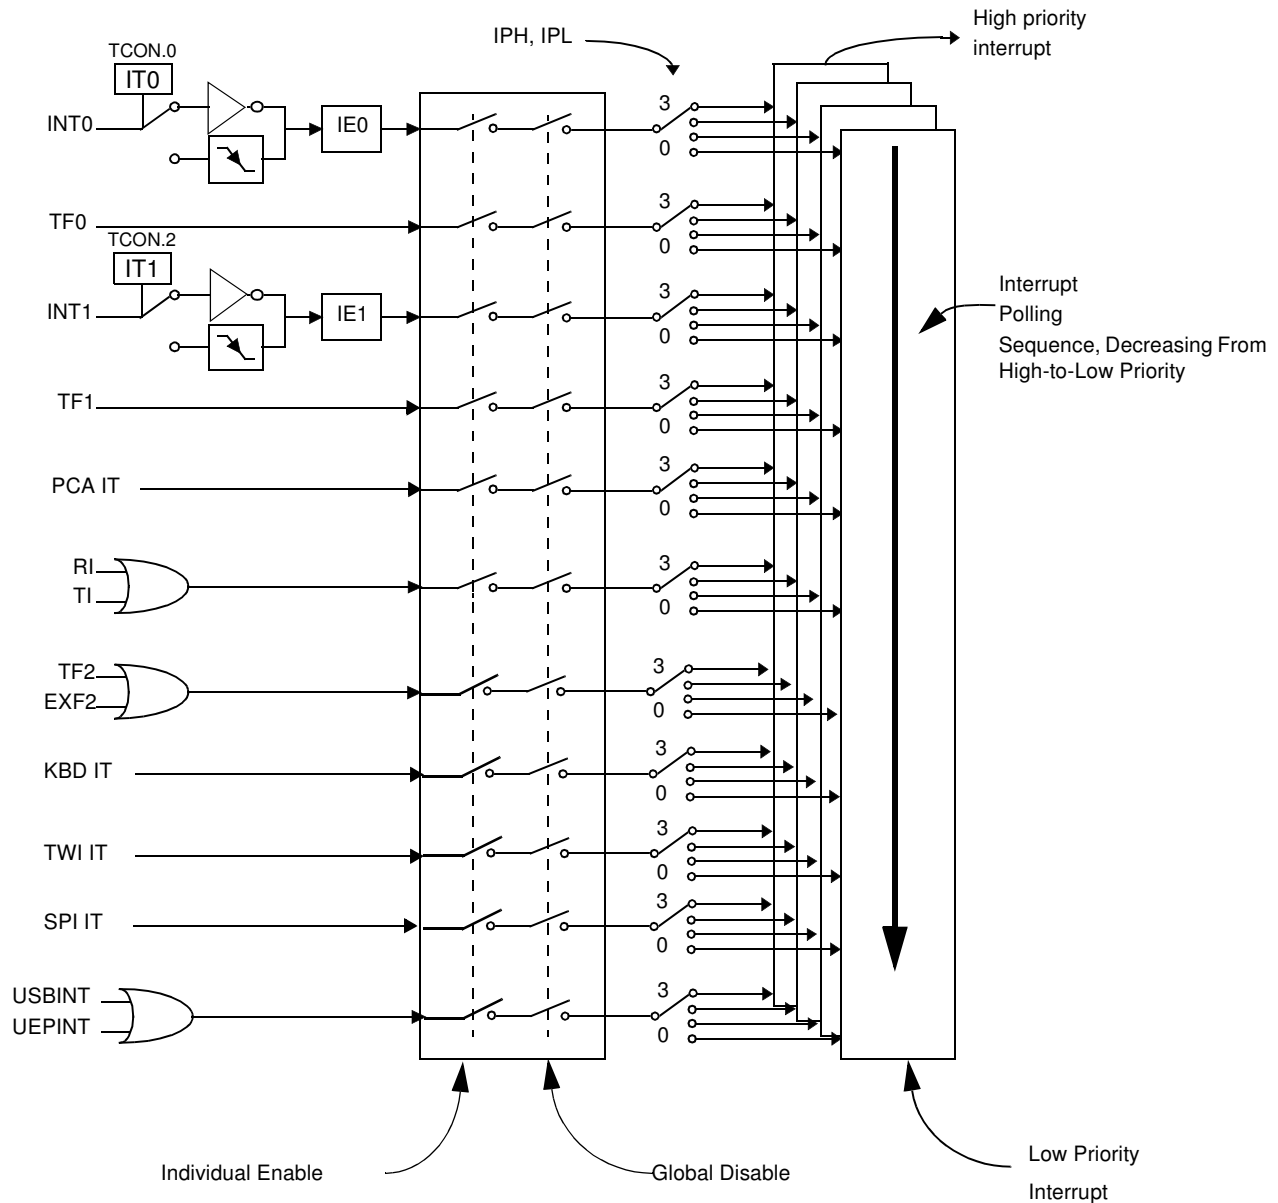 High priority
interrupt
IPH, IPL
TCON.0
IT0
INT0
IE0
3
0
TF0
3
0
TCON.2
IT1
INT1
IE1
3
0
Interrupt
Polling
Sequence, Decreasing From
High-to-Low Priority
TF1
3
0
PCA IT
3
0
RI
TI
3
0
TF2
EXF2
3
0
KBD IT
3
0
TWI IT
3
0
SPI IT
3
0
USBINT
UEPINT
3
0
Individual Enable
Global Disable
Low Priority
Interrupt